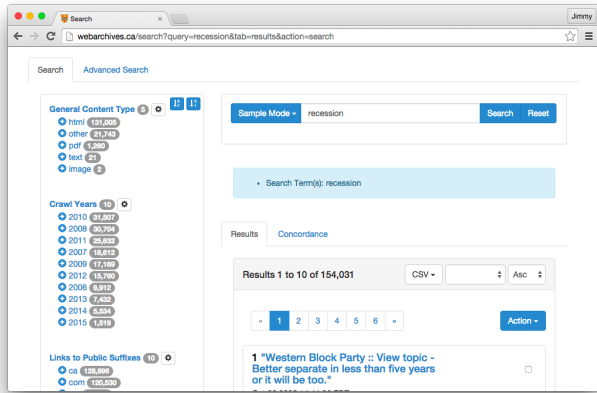 Search
Jimmy
webarchives.ca/search?query=recession&tab=results&action=search
Search Advanced Search
General Content Type 5
html 131,005
other 21,743
pdf 1,260
text 21
image 2
Crawl Years 10
2010 31,507
2008 30,704
2011 25,632
2007 18,612
2009 17,169
2012 15,760
2006 9,912
2013 7,432
2014 5,534
2015 1,519
Links to Public Suffixes 10
ca 128,996
com 120,530
Sample Mode recession Search Reset
Search Term(s): recession
Results Concordance
Results 1 to 10 of 154,031 CSV Asc
« 1 2 3 4 5 6 » Action
1 "Western Block Party :: View topic -
Better separate in less than five years
or it will be too."